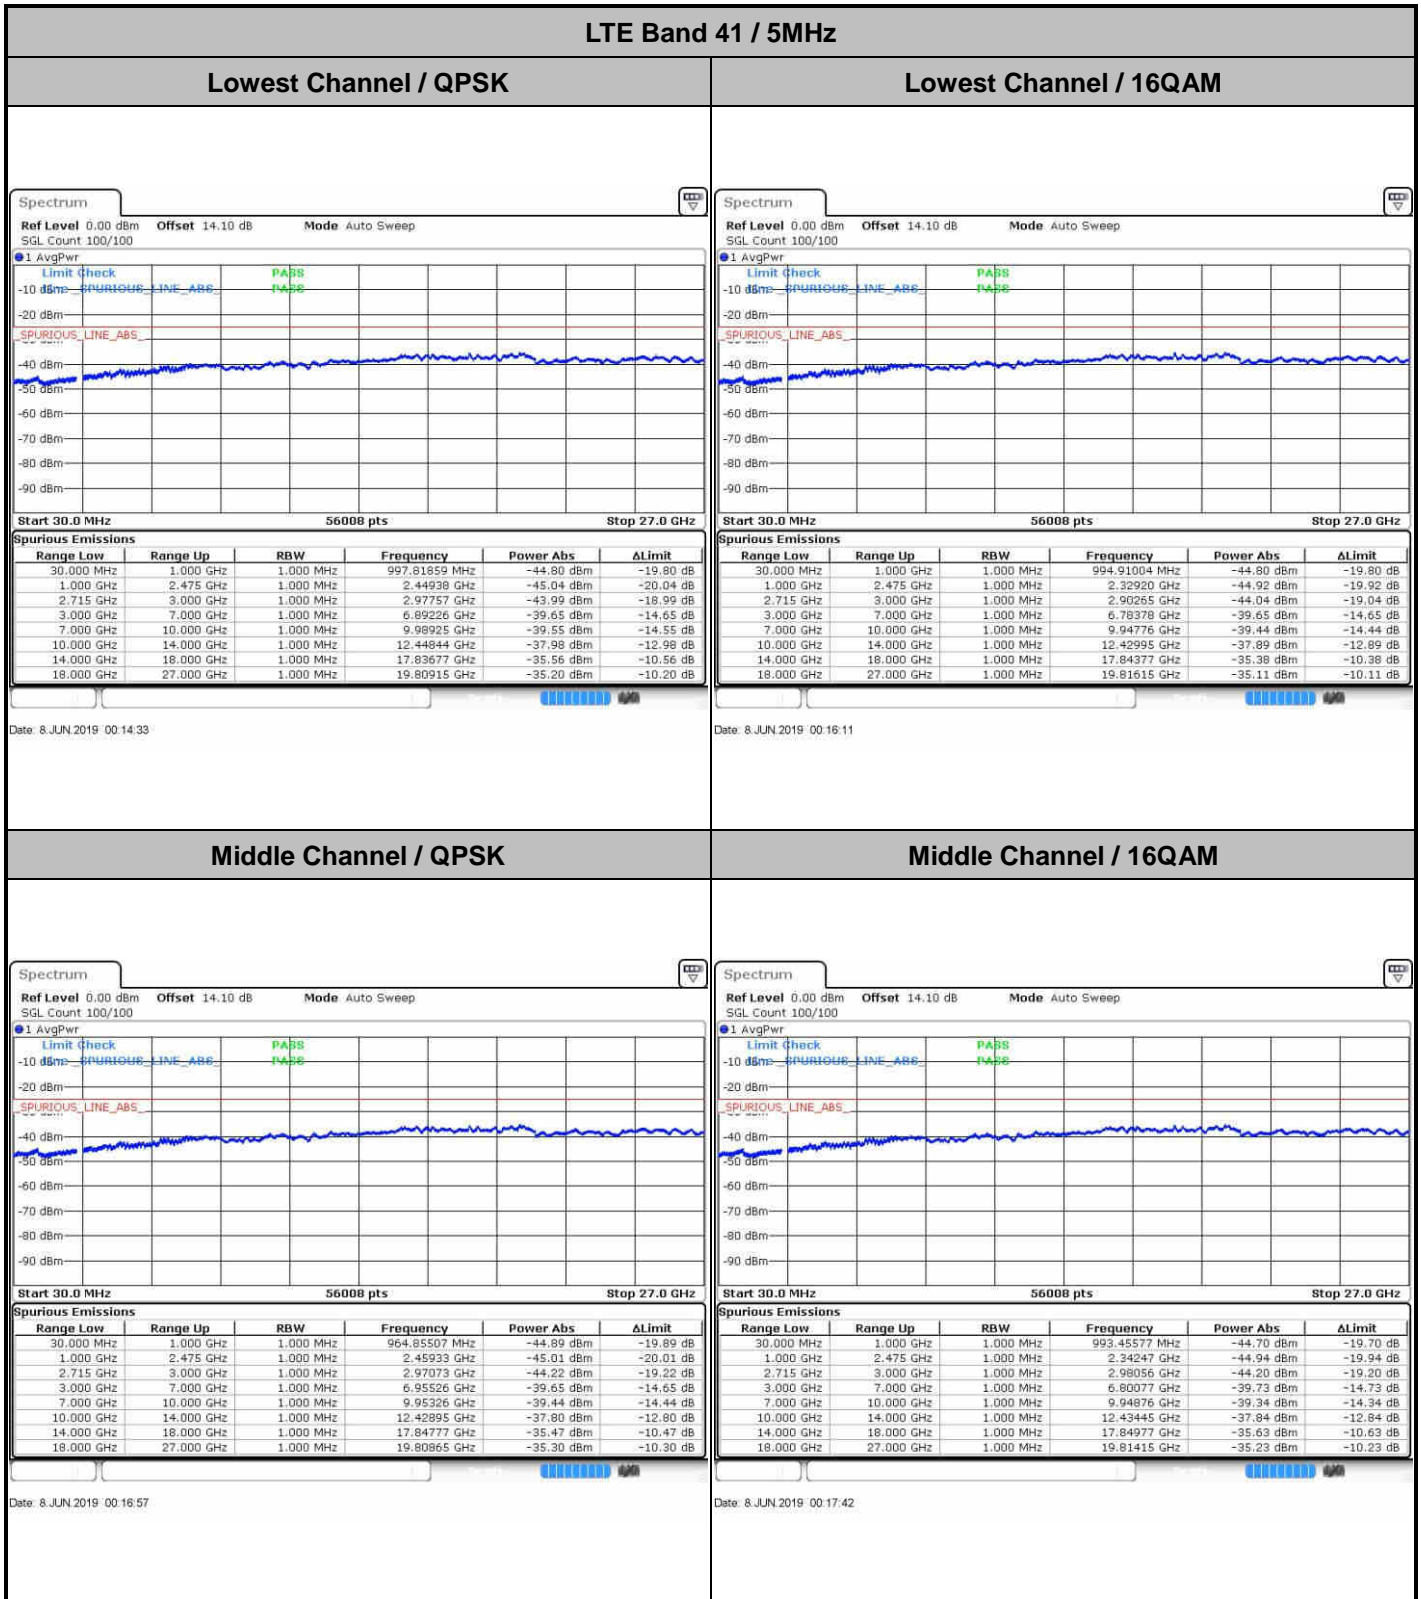 LTE Band 41 / 5MHz
Lowest Channel / QPSK
Lowest Channel / 16QAM
Spectrum
Ref Level 0.00 dBm Offset 14.10 dB Mode Auto Sweep
SGL Count 100/100
1 AvgPwr
Limit Check PASS
Line _SPURIOUS_LINE_ABS_ PASS
-10 dBm
-20 dBm
_SPURIOUS_LINE_ABS_
-40 dBm
-50 dBm
-60 dBm
-70 dBm
-80 dBm
-90 dBm
Start 30.0 MHz 56008 pts Stop 27.0 GHz
Spurious Emissions
Range Low Range Up RBW Frequency Power Abs ΔLimit
30.000 MHz 1.000 GHz 1.000 MHz 997.81859 MHz -44.80 dBm -19.80 dB
1.000 GHz 2.475 GHz 1.000 MHz 2.44938 GHz -45.04 dBm -20.04 dB
2.715 GHz 3.000 GHz 1.000 MHz 2.97757 GHz -43.99 dBm -18.99 dB
3.000 GHz 7.000 GHz 1.000 MHz 6.89226 GHz -39.65 dBm -14.65 dB
7.000 GHz 10.000 GHz 1.000 MHz 9.98925 GHz -39.55 dBm -14.55 dB
10.000 GHz 14.000 GHz 1.000 MHz 12.44844 GHz -37.98 dBm -12.98 dB
14.000 GHz 18.000 GHz 1.000 MHz 17.83677 GHz -35.56 dBm -10.56 dB
18.000 GHz 27.000 GHz 1.000 MHz 19.80915 GHz -35.20 dBm -10.20 dB
Date: 8.JUN.2019 00:14:33
Spectrum
Ref Level 0.00 dBm Offset 14.10 dB Mode Auto Sweep
SGL Count 100/100
1 AvgPwr
Limit Check PASS
Line _SPURIOUS_LINE_ABS_ PASS
-10 dBm
-20 dBm
_SPURIOUS_LINE_ABS_
-40 dBm
-50 dBm
-60 dBm
-70 dBm
-80 dBm
-90 dBm
Start 30.0 MHz 56008 pts Stop 27.0 GHz
Spurious Emissions
Range Low Range Up RBW Frequency Power Abs ΔLimit
30.000 MHz 1.000 GHz 1.000 MHz 994.91004 MHz -44.80 dBm -19.80 dB
1.000 GHz 2.475 GHz 1.000 MHz 2.32920 GHz -44.92 dBm -19.92 dB
2.715 GHz 3.000 GHz 1.000 MHz 2.90265 GHz -44.04 dBm -19.04 dB
3.000 GHz 7.000 GHz 1.000 MHz 6.78378 GHz -39.65 dBm -14.65 dB
7.000 GHz 10.000 GHz 1.000 MHz 9.94776 GHz -39.44 dBm -14.44 dB
10.000 GHz 14.000 GHz 1.000 MHz 12.42995 GHz -37.89 dBm -12.89 dB
14.000 GHz 18.000 GHz 1.000 MHz 17.84377 GHz -35.38 dBm -10.38 dB
18.000 GHz 27.000 GHz 1.000 MHz 19.81615 GHz -35.11 dBm -10.11 dB
Date: 8.JUN.2019 00:16:11
Middle Channel / QPSK
Middle Channel / 16QAM
Spectrum
Ref Level 0.00 dBm Offset 14.10 dB Mode Auto Sweep
SGL Count 100/100
1 AvgPwr
Limit Check PASS
Line _SPURIOUS_LINE_ABS_ PASS
-10 dBm
-20 dBm
_SPURIOUS_LINE_ABS_
-40 dBm
-50 dBm
-60 dBm
-70 dBm
-80 dBm
-90 dBm
Start 30.0 MHz 56008 pts Stop 27.0 GHz
Spurious Emissions
Range Low Range Up RBW Frequency Power Abs ΔLimit
30.000 MHz 1.000 GHz 1.000 MHz 964.85507 MHz -44.89 dBm -19.89 dB
1.000 GHz 2.475 GHz 1.000 MHz 2.45933 GHz -45.01 dBm -20.01 dB
2.715 GHz 3.000 GHz 1.000 MHz 2.97073 GHz -44.22 dBm -19.22 dB
3.000 GHz 7.000 GHz 1.000 MHz 6.95526 GHz -39.65 dBm -14.65 dB
7.000 GHz 10.000 GHz 1.000 MHz 9.95326 GHz -39.44 dBm -14.44 dB
10.000 GHz 14.000 GHz 1.000 MHz 12.42895 GHz -37.80 dBm -12.80 dB
14.000 GHz 18.000 GHz 1.000 MHz 17.84777 GHz -35.47 dBm -10.47 dB
18.000 GHz 27.000 GHz 1.000 MHz 19.80865 GHz -35.30 dBm -10.30 dB
Date: 8.JUN.2019 00:16:57
Spectrum
Ref Level 0.00 dBm Offset 14.10 dB Mode Auto Sweep
SGL Count 100/100
1 AvgPwr
Limit Check PASS
Line _SPURIOUS_LINE_ABS_ PASS
-10 dBm
-20 dBm
_SPURIOUS_LINE_ABS_
-40 dBm
-50 dBm
-60 dBm
-70 dBm
-80 dBm
-90 dBm
Start 30.0 MHz 56008 pts Stop 27.0 GHz
Spurious Emissions
Range Low Range Up RBW Frequency Power Abs ΔLimit
30.000 MHz 1.000 GHz 1.000 MHz 993.45577 MHz -44.70 dBm -19.70 dB
1.000 GHz 2.475 GHz 1.000 MHz 2.34247 GHz -44.94 dBm -19.94 dB
2.715 GHz 3.000 GHz 1.000 MHz 2.98056 GHz -44.20 dBm -19.20 dB
3.000 GHz 7.000 GHz 1.000 MHz 6.80077 GHz -39.73 dBm -14.73 dB
7.000 GHz 10.000 GHz 1.000 MHz 9.94876 GHz -39.34 dBm -14.34 dB
10.000 GHz 14.000 GHz 1.000 MHz 12.43445 GHz -37.84 dBm -12.84 dB
14.000 GHz 18.000 GHz 1.000 MHz 17.84977 GHz -35.63 dBm -10.63 dB
18.000 GHz 27.000 GHz 1.000 MHz 19.81415 GHz -35.23 dBm -10.23 dB
Date: 8.JUN.2019 00:17:42